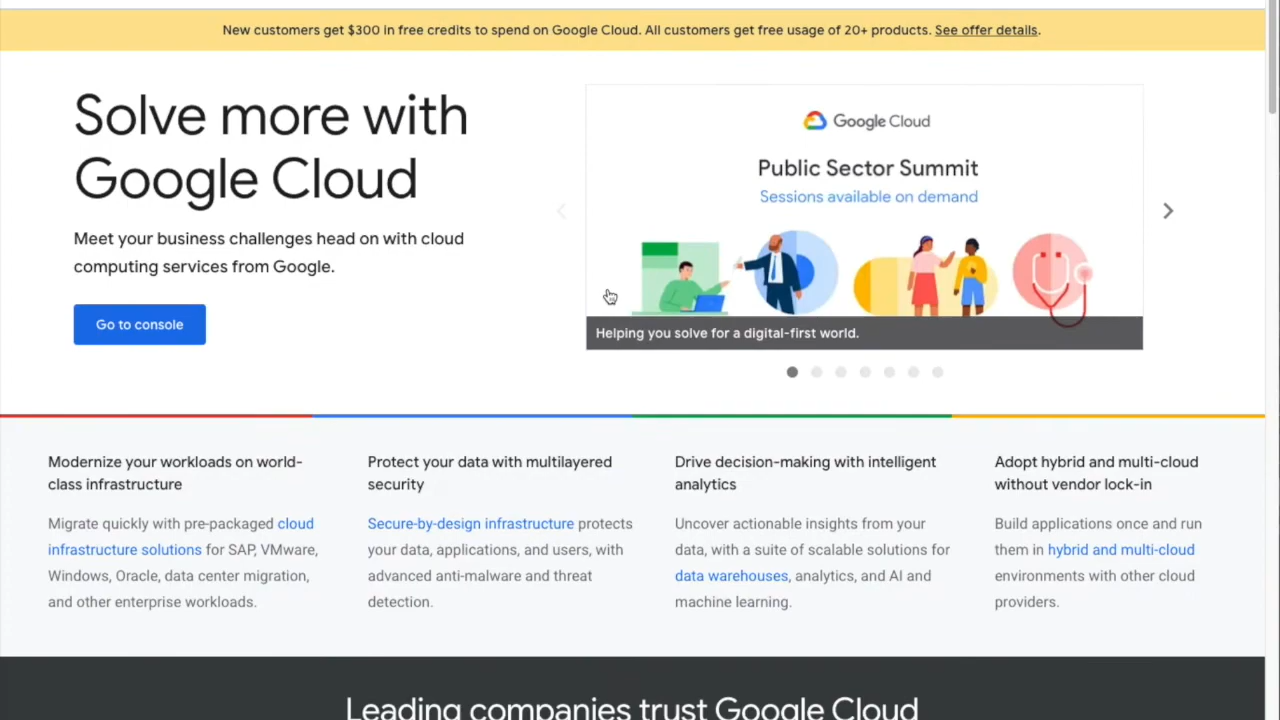 New customers get $300 in free credits to spend on Google Cloud. All customers get free usage of 20+ products. See offer details.
Solve more with
Google Cloud
Meet your business challenges head on with cloud
computing services from Google.
Go to console
Google Cloud
Public Sector Summit
Sessions available on demand
Helping you solve for a digital-first world.
Modernize your workloads on world-
class infrastructure
Migrate quickly with pre-packaged cloud
infrastructure solutions for SAP, VMware,
Windows, Oracle, data center migration,
and other enterprise workloads.
Protect your data with multilayered
security
Secure-by-design infrastructure protects
your data, applications, and users, with
advanced anti-malware and threat
detection.
Drive decision-making with intelligent
analytics
Uncover actionable insights from your
data, with a suite of scalable solutions for
data warehouses, analytics, and AI and
machine learning.
Adopt hybrid and multi-cloud
without vendor lock-in
Build applications once and run
them in hybrid and multi-cloud
environments with other cloud
providers.
Leading companies trust Google Cloud